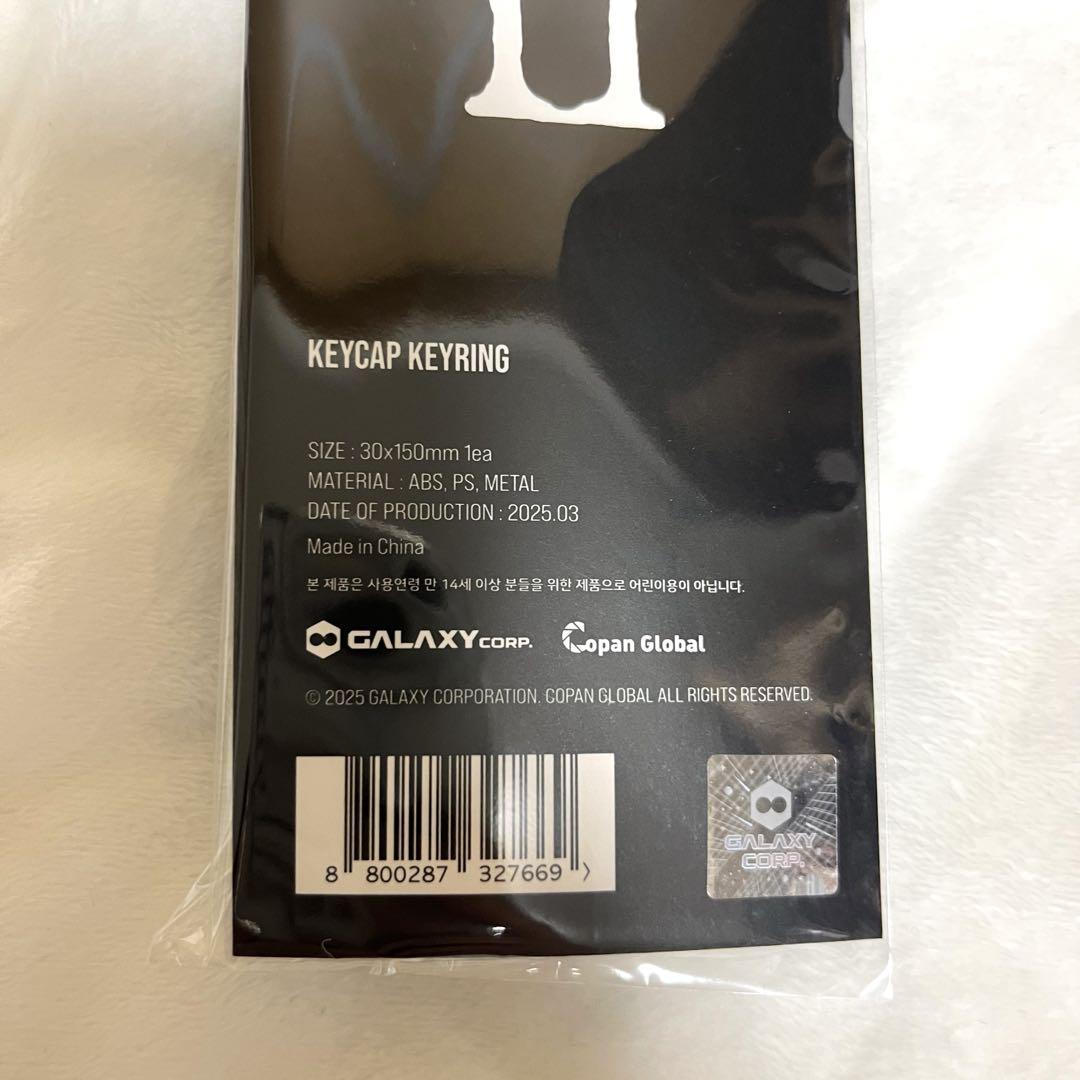 KEYCAP KEYRING
SIZE : 30x150mm 1ea
MATERIAL : ABS, PS, METAL
DATE OF PRODUCTION : 2025.03
Made in China
본 제품은 사용연령 만 14세 이상 분들을 위한 제품으로 어린이용이 아닙니다.
GALAXY CORP. Copan Global
© 2025 GALAXY CORPORATION. COPAN GLOBAL ALL RIGHTS RESERVED.
8 800287 327669 >
GALAXY
CORP.